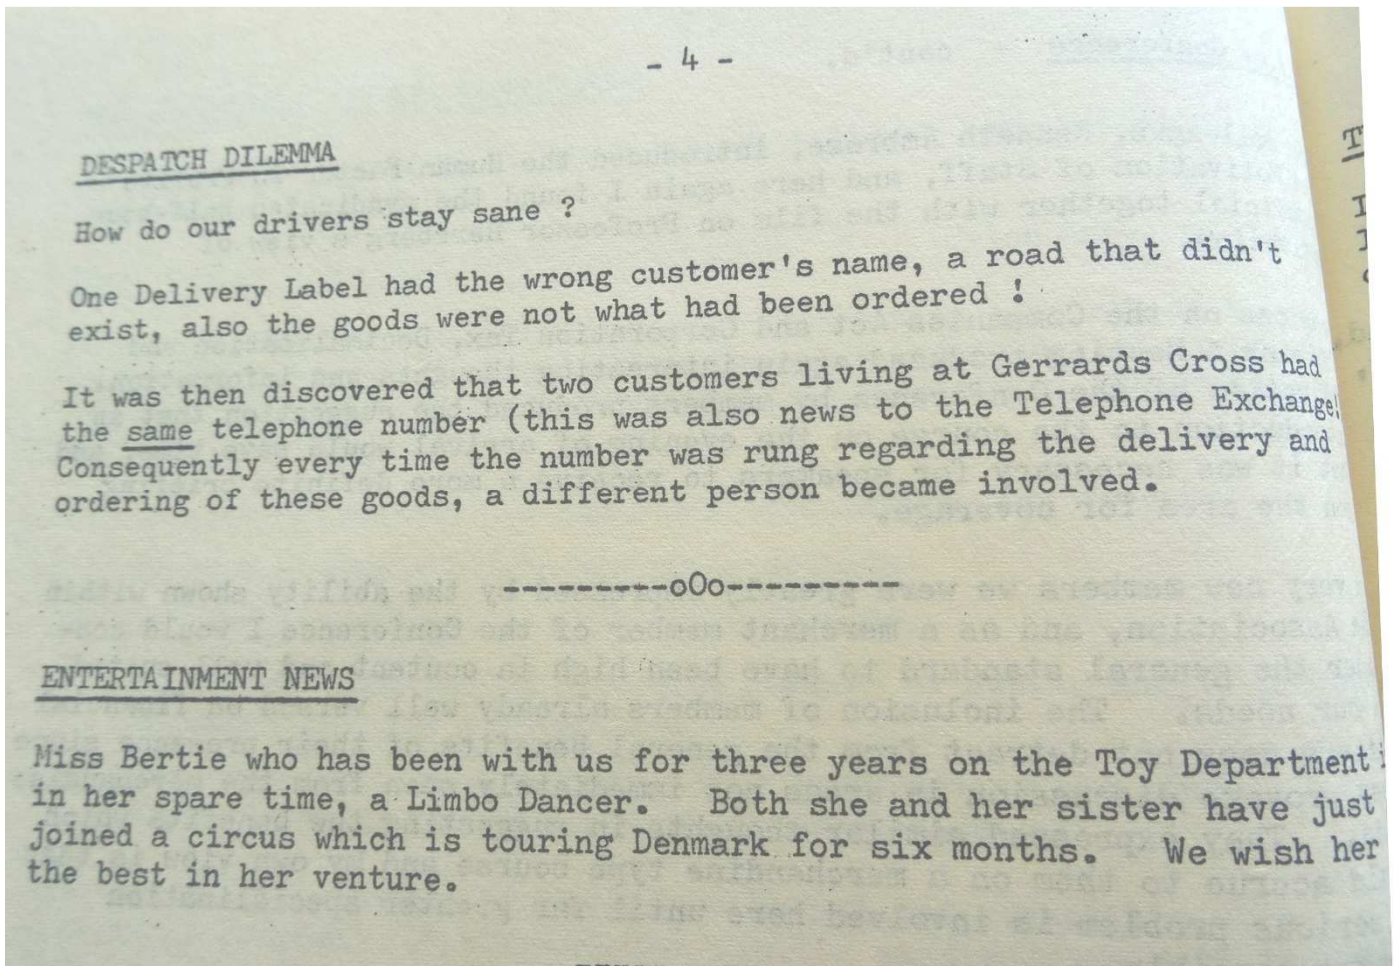 - 4 -
DESPATCH DILEMMA
How do our drivers stay sane ?
One Delivery Label had the wrong customer's name, a road that didn't
exist, also the goods were not what had been ordered !
It was then discovered that two customers living at Gerrards Cross had
the same telephone number (this was also news to the Telephone Exchange!
Consequently every time the number was rung regarding the delivery and
ordering of these goods, a different person became involved.
---------oOo---------
ENTERTAINMENT NEWS
Miss Bertie who has been with us for three years on the Toy Department
in her spare time, a Limbo Dancer. Both she and her sister have just
joined a circus which is touring Denmark for six months. We wish her
the best in her venture.